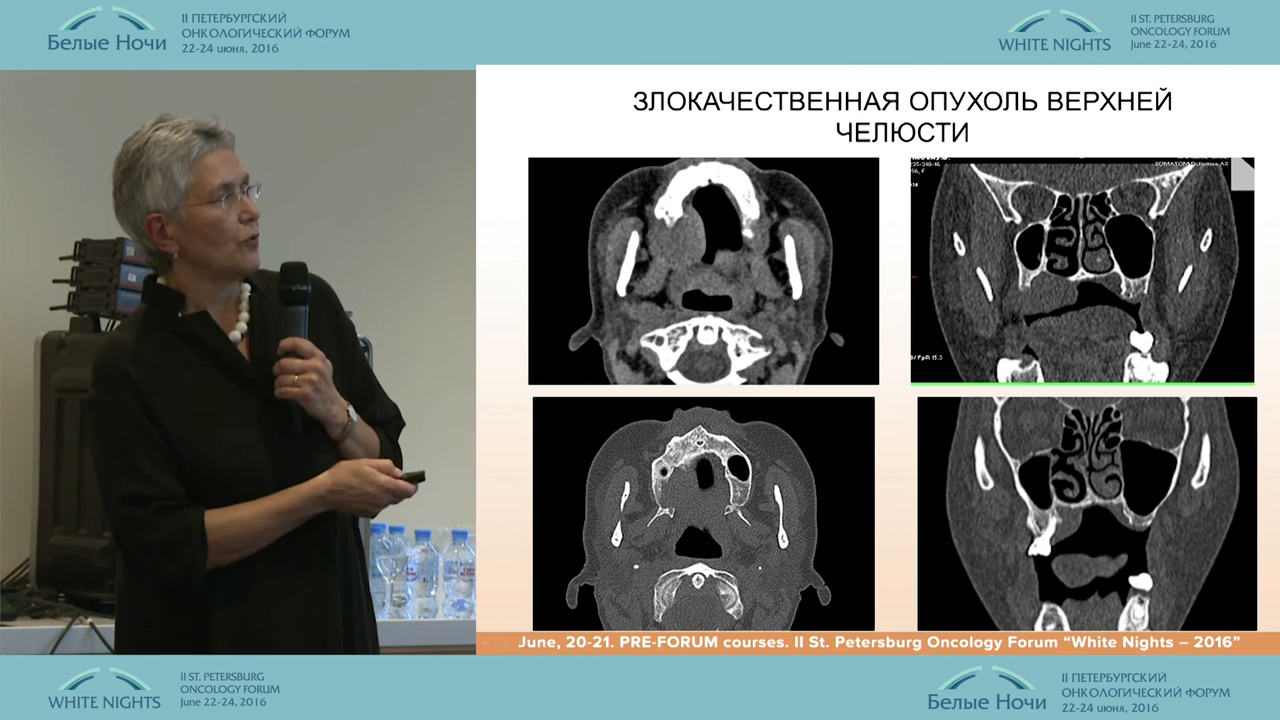 II ПЕТЕРБУРГСКИЙ
ОНКОЛОГИЧЕСКИЙ ФОРУМ
Белые Ночи
22-24 июня, 2016
II ST. PETERSBURG
ONCOLOGY FORUM
WHITE NIGHTS
June 22-24, 2016
ЗЛОКАЧЕСТВЕННАЯ ОПУХОЛЬ ВЕРХНЕЙ
ЧЕЛЮСТИ
June, 20-21. PRE-FORUM courses. II St. Petersburg Oncology Forum “White Nights – 2016”
II ST. PETERSBURG
ONCOLOGY FORUM
WHITE NIGHTS
June 22-24, 2016
II ПЕТЕРБУРГСКИЙ
ОНКОЛОГИЧЕСКИЙ ФОРУМ
Белые Ночи
22-24 июня, 2016